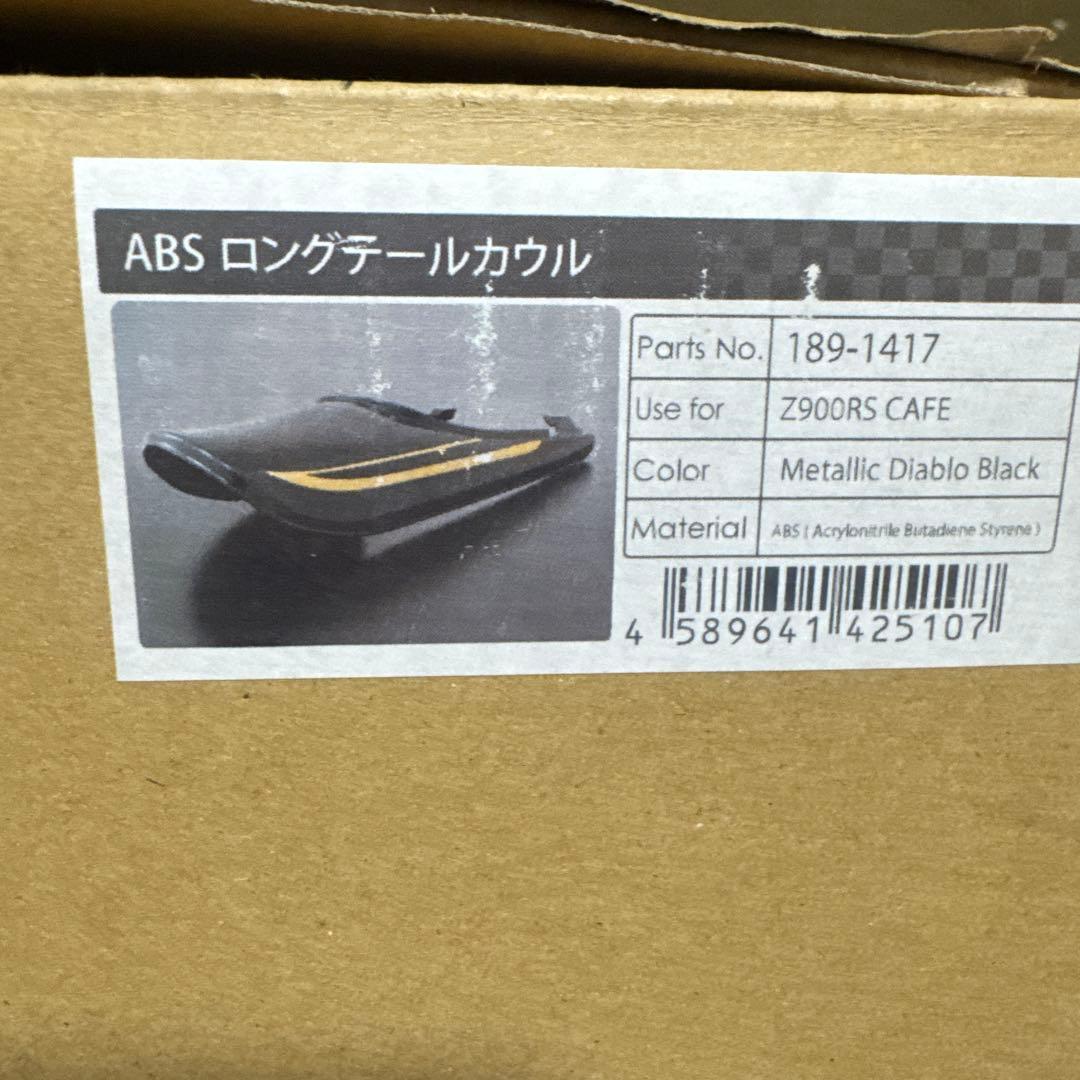 ABS ロングテールカウル
Parts No. 189-1417
Use for Z900RS CAFE
Color Metallic Diablo Black
Material ABS ( Acrylonitrile Butadiene Styrene )
4 589641 425107